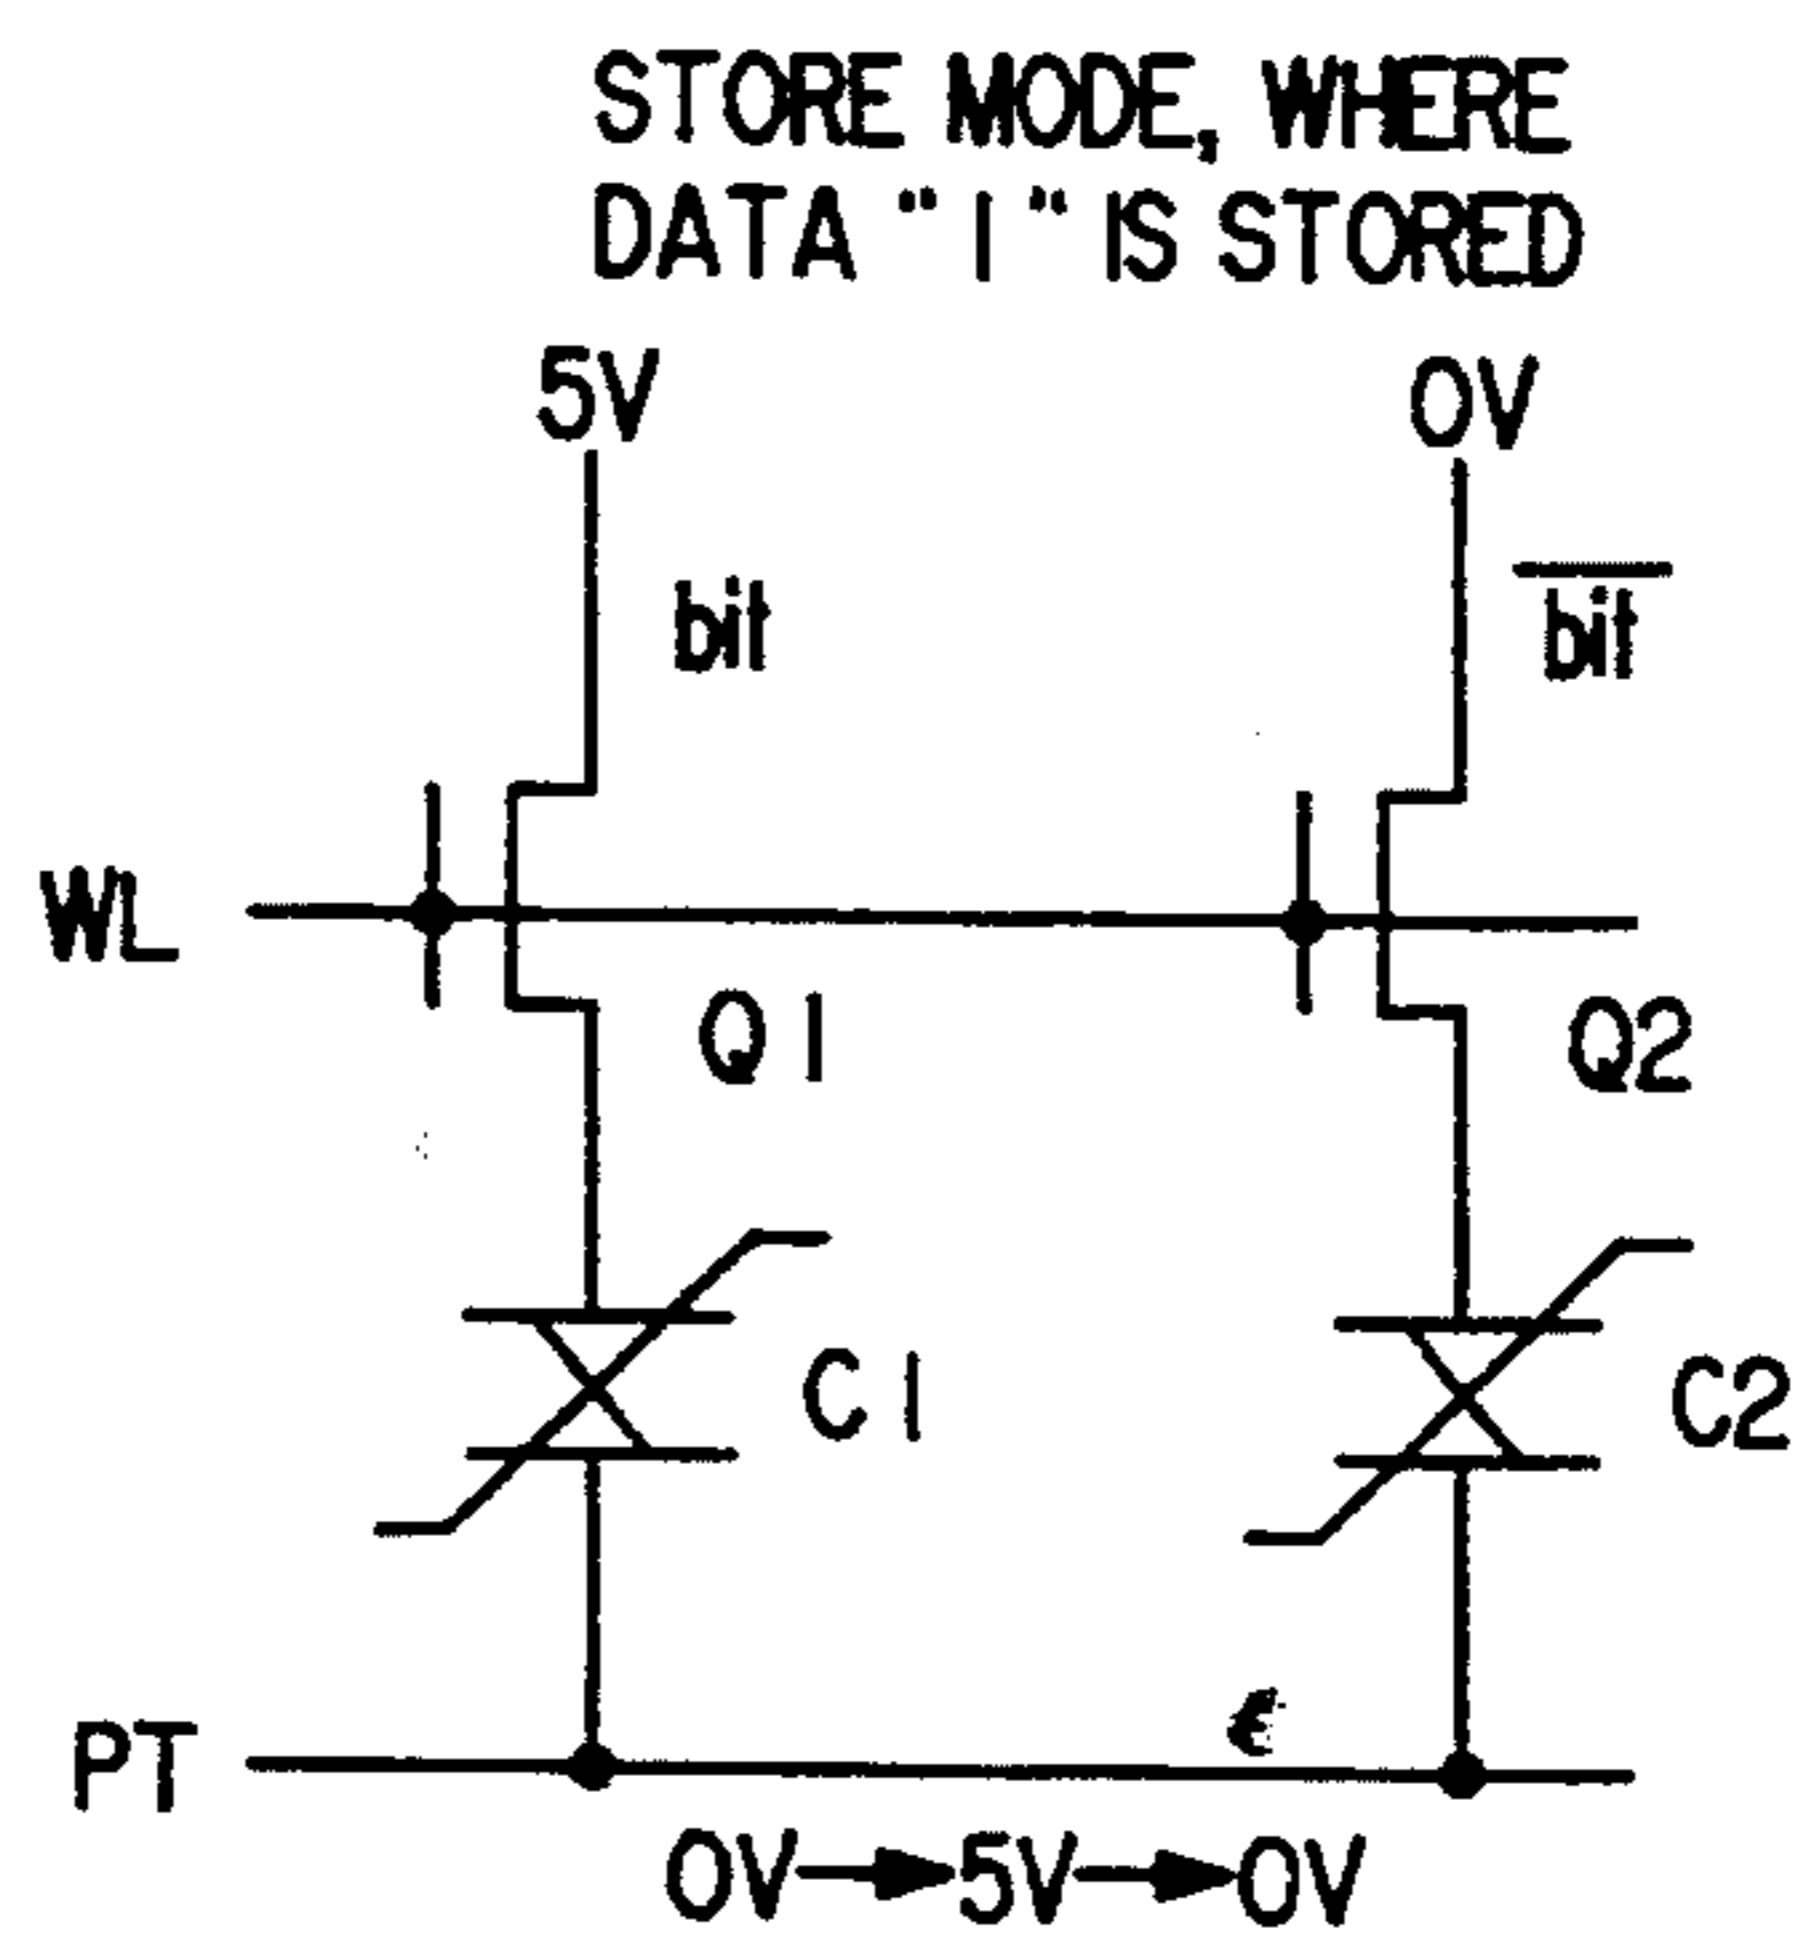 STORE MODE, WHERE
DATA "1" IS STORED
5V 0V
bit b̅i̅t̅
WL
Q1 Q2
C1 C2
PT
0V→5V→0V